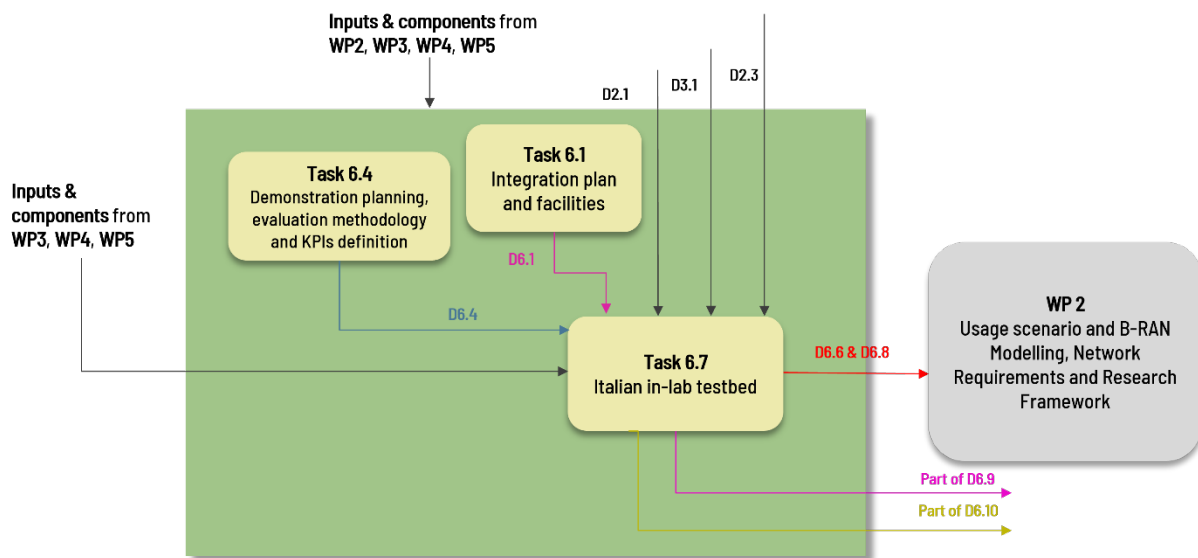 Inputs & components from
WP2, WP3, WP4, WP5
D2.1
D3.1
D2.3
Task 6.4
Demonstration planning,
evaluation methodology
and KPIs definition
Task 6.1
Integration plan
and facilities
Inputs &
components from
WP3, WP4, WP5
D6.1
D6.4
Task 6.7
Italian in-lab testbed
D6.6 & D6.8
WP 2
Usage scenario and B-RAN
Modelling, Network
Requirements and Research
Framework
Part of D6.9
Part of D6.10